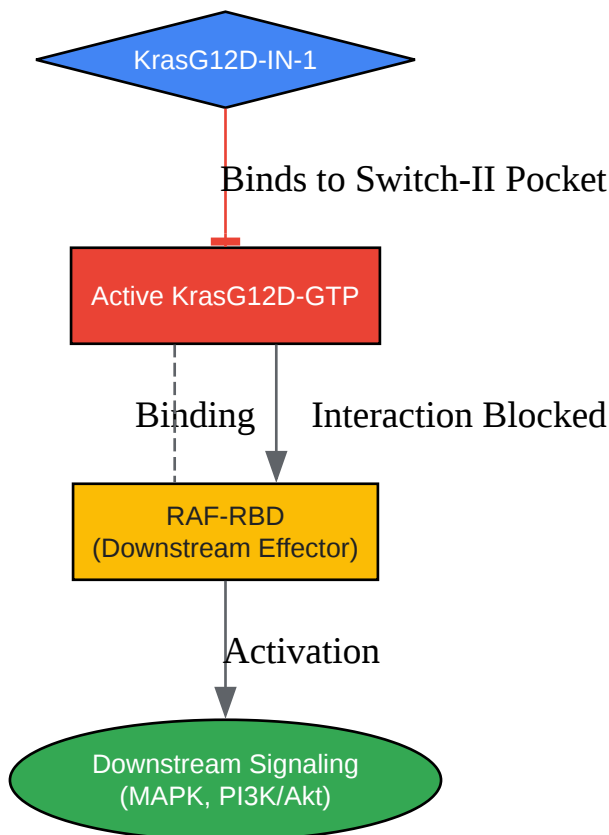 KrasG12D-IN-1
Binds to Switch-II Pocket
Active KrasG12D-GTP
Binding
Interaction Blocked
RAF-RBD
(Downstream Effector)
Activation
Downstream Signaling
(MAPK, PI3K/Akt)